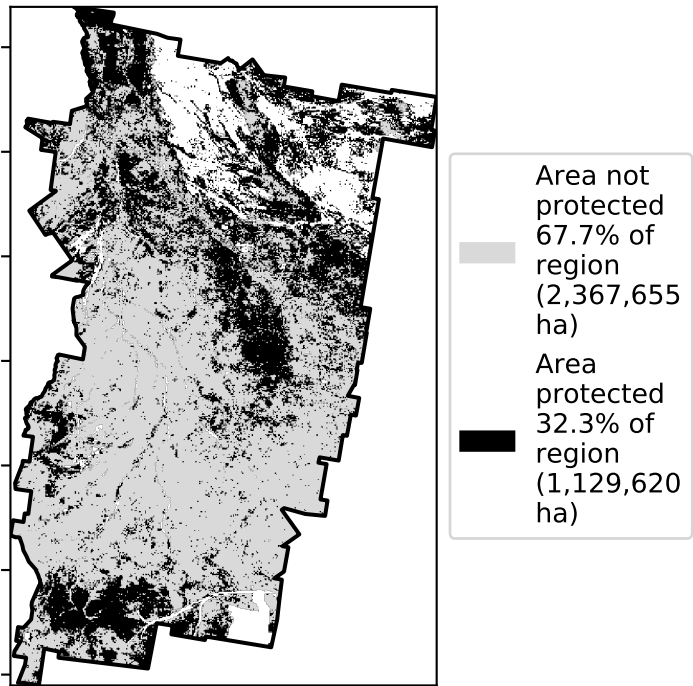 Area not
protected
67.7% of
region
(2,367,655
ha)
Area
protected
32.3% of
region
(1,129,620
ha)